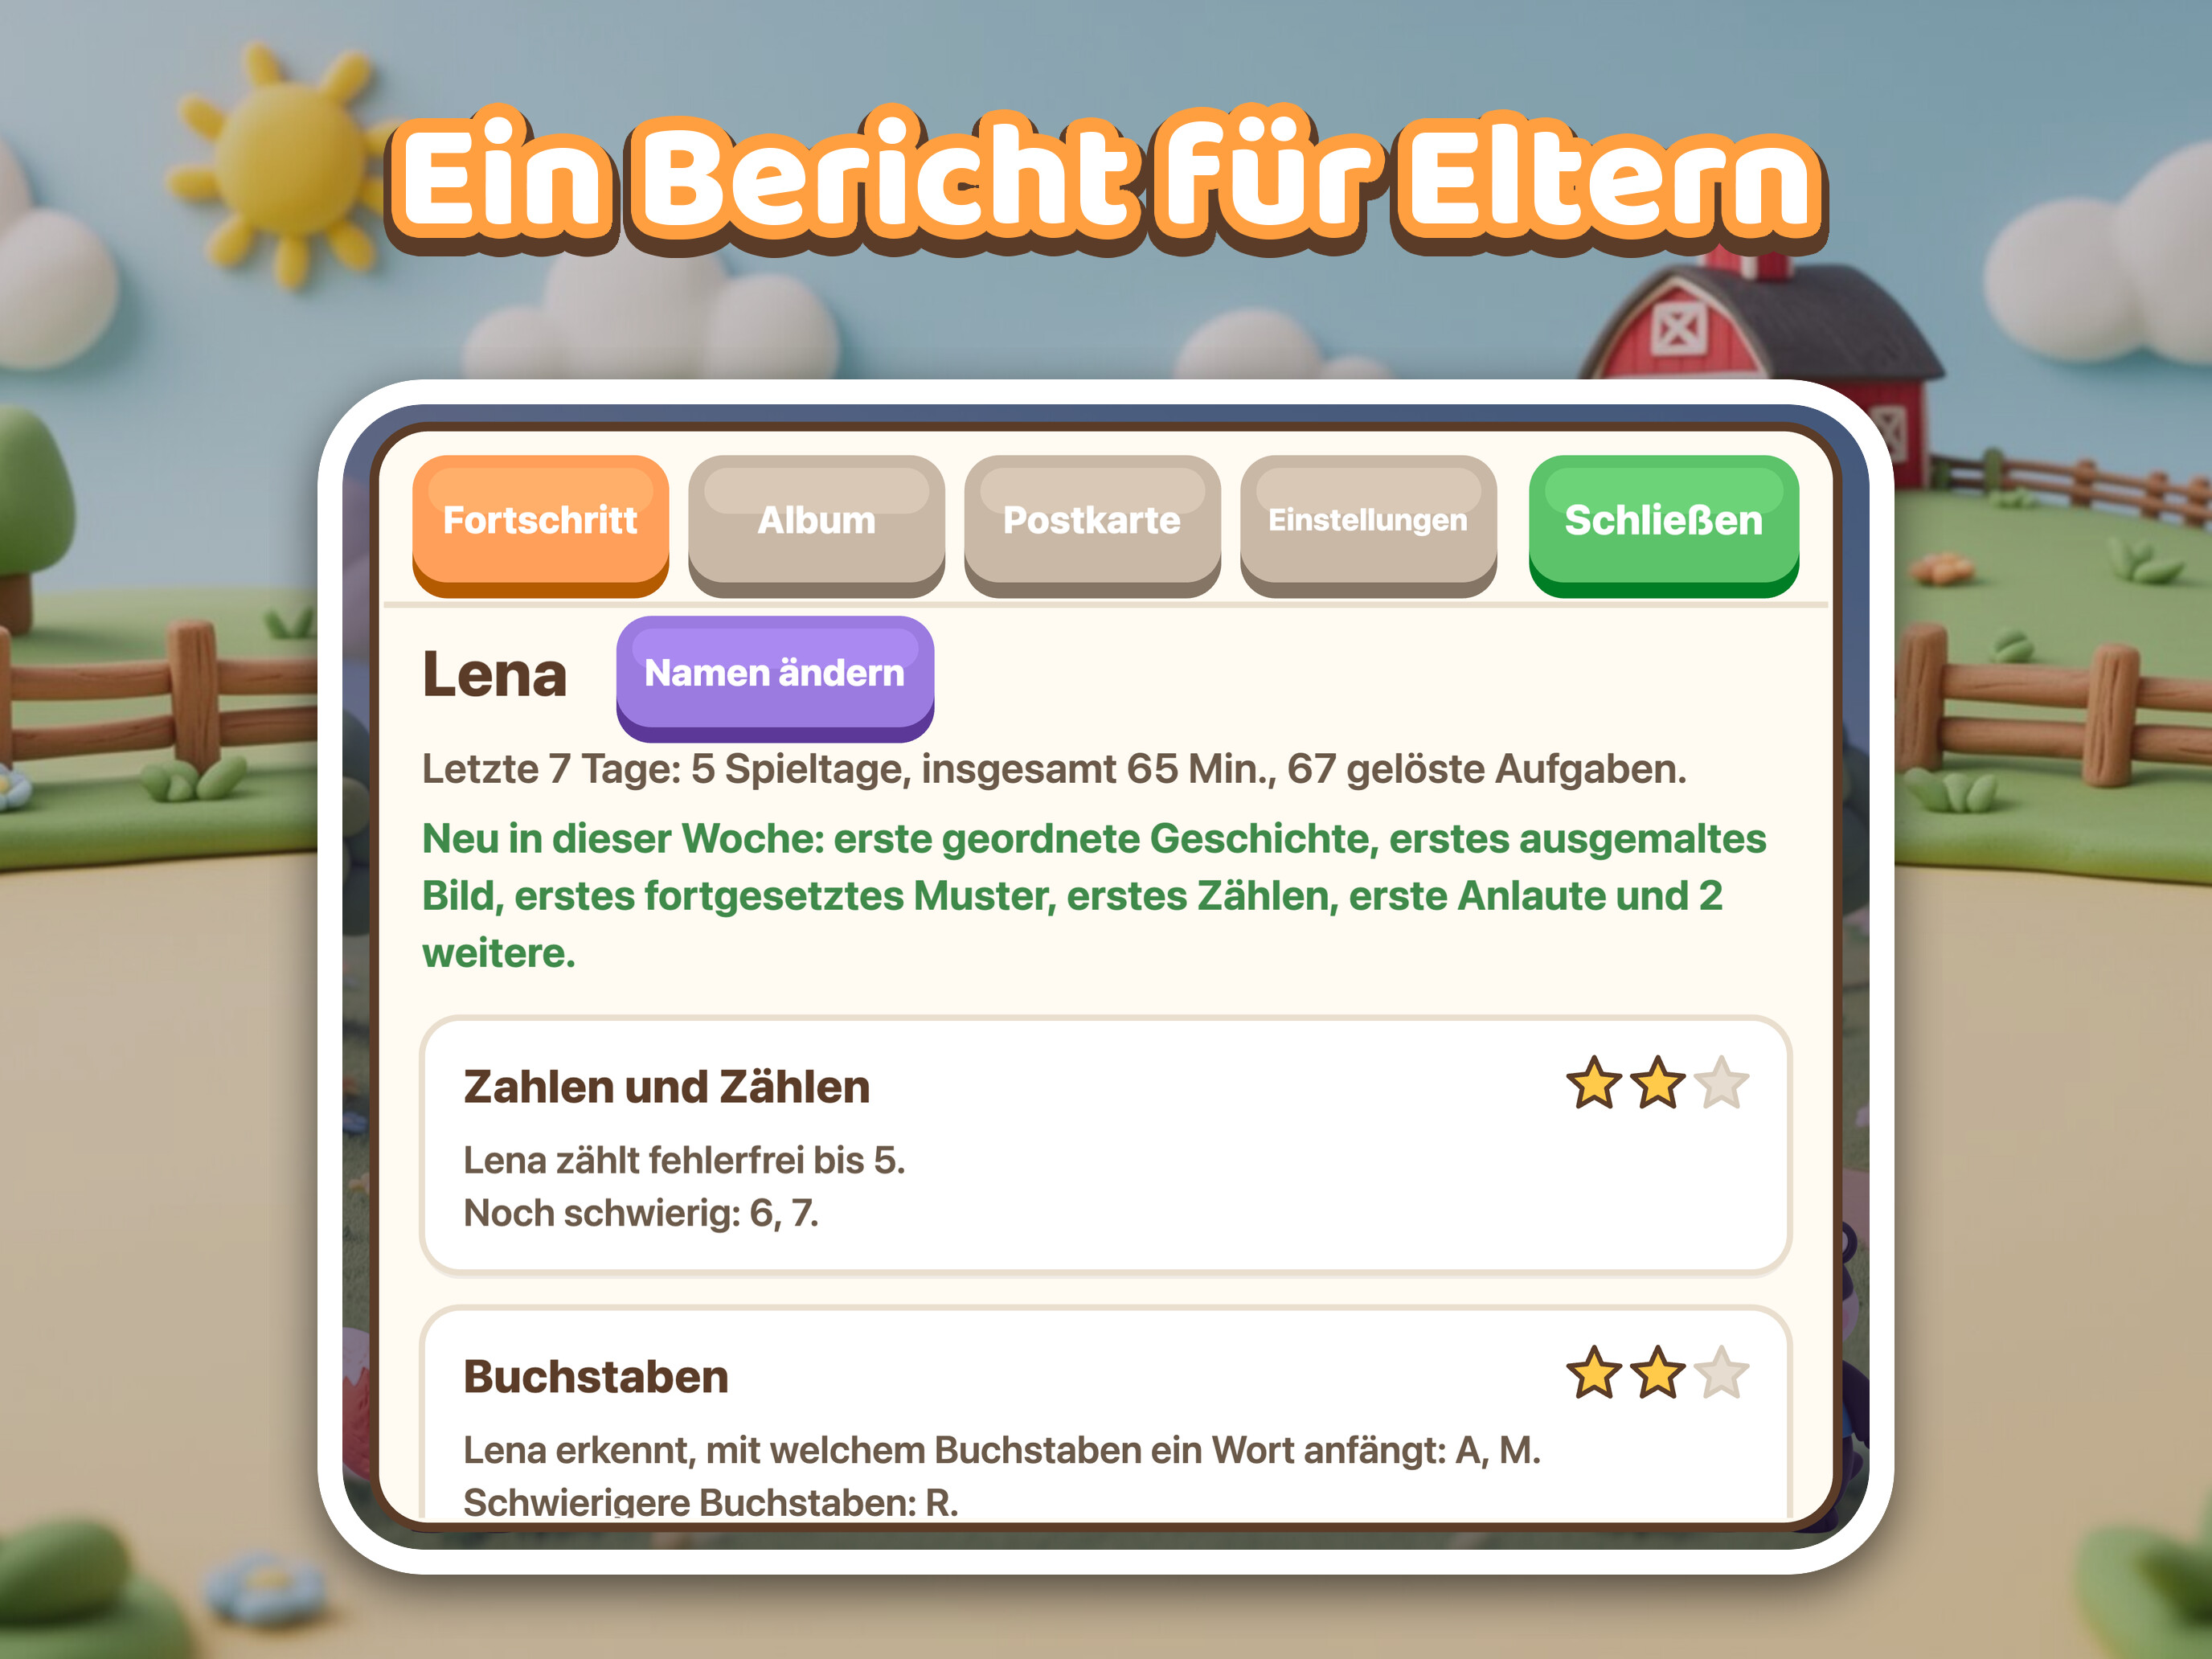 Ein Bericht für Eltern
Fortschritt
Album
Postkarte
Einstellungen
Schließen
Lena
Namen ändern
Letzte 7 Tage: 5 Spieltage, insgesamt 65 Min., 67 gelöste Aufgaben.
Neu in dieser Woche: erste geordnete Geschichte, erstes ausgemaltes
Bild, erstes fortgesetztes Muster, erstes Zählen, erste Anlaute und 2
weitere.
Zahlen und Zählen
Lena zählt fehlerfrei bis 5.
Noch schwierig: 6, 7.
Buchstaben
Lena erkennt, mit welchem Buchstaben ein Wort anfängt: A, M.
Schwierigere Buchstaben: R.